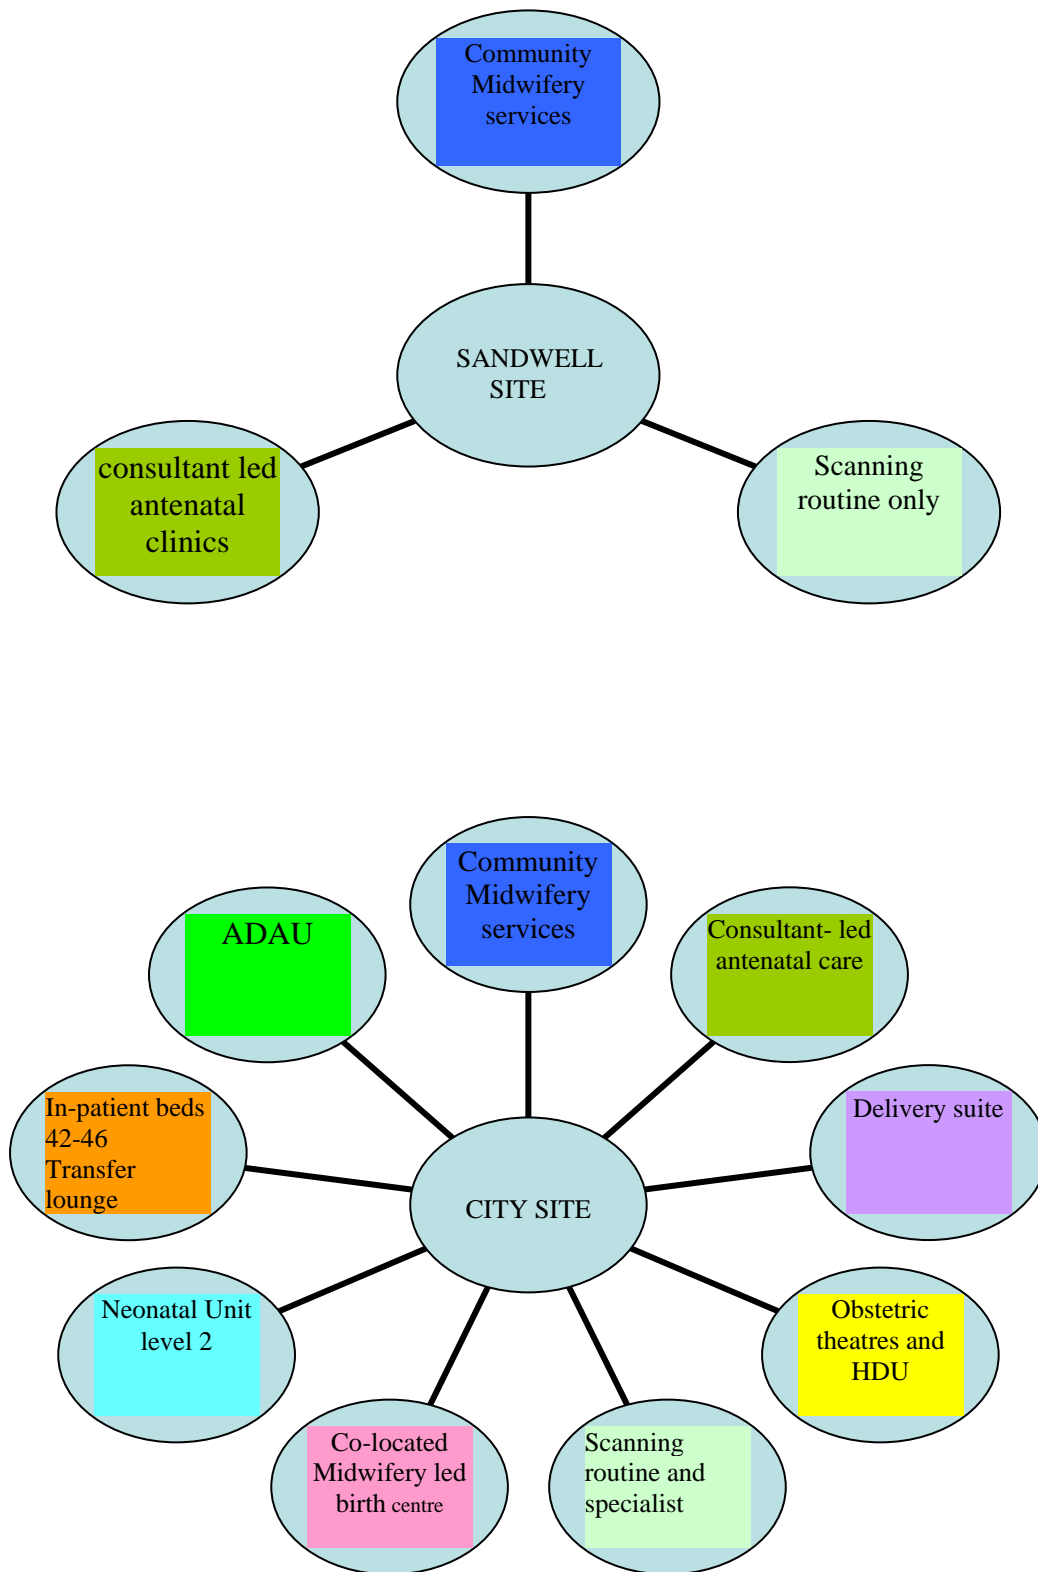 Community
Midwifery
services
SANDWELL
SITE
consultant led
antenatal
clinics
Scanning
routine only
Community
Midwifery
services
ADAU
Consultant- led
antenatal care
In-patient beds
42-46
Transfer
lounge
Delivery suite
CITY SITE
Neonatal Unit
level 2
Obstetric
theatres and
HDU
Co-located
Midwifery led
birth centre
Scanning
routine and
specialist